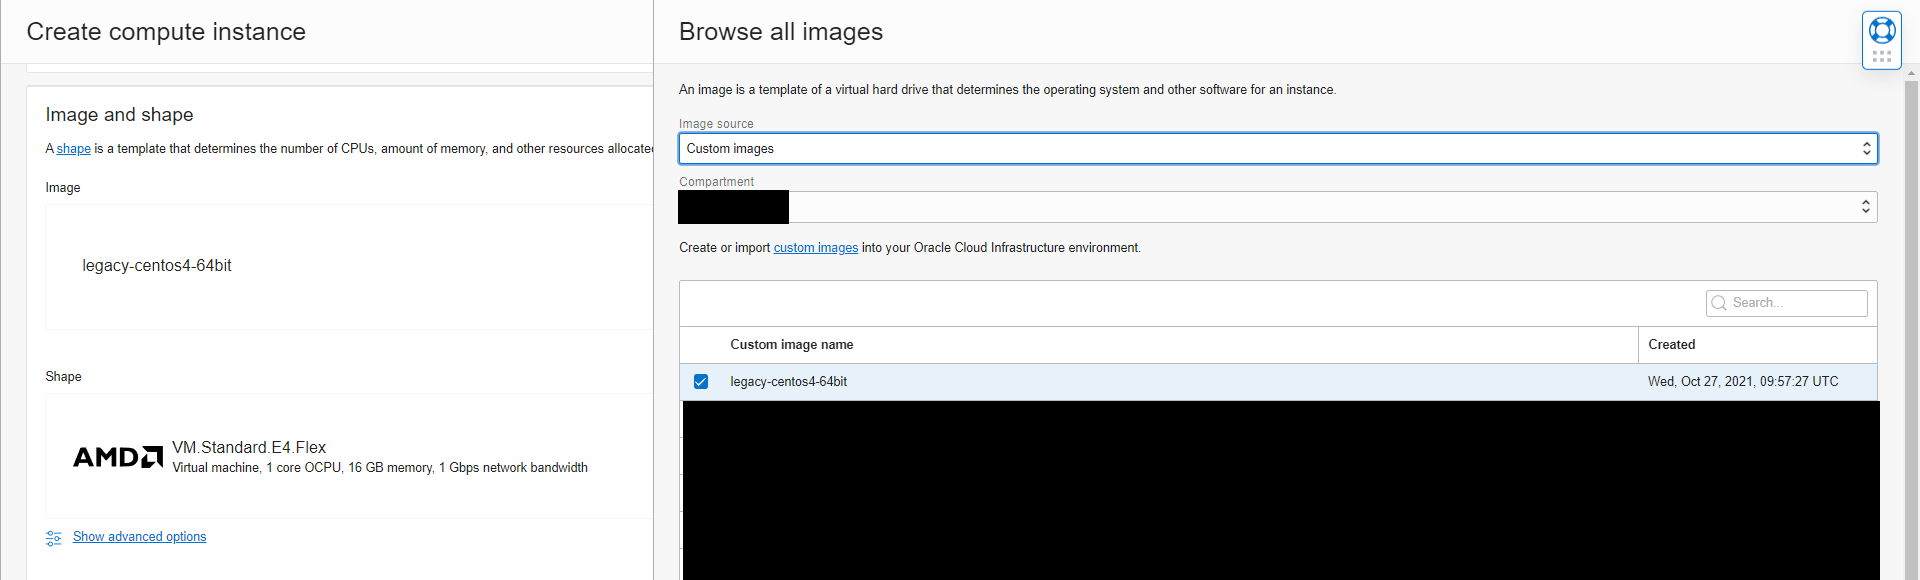 Create compute instance
Image and shape
A shape is a template that determines the number of CPUs, amount of memory, and other resources allocated
Image
legacy-centos4-64bit
Shape
AMD
VM.Standard.E4.Flex
Virtual machine, 1 core OCPU, 16 GB memory, 1 Gbps network bandwidth
Show advanced options
Browse all images
An image is a template of a virtual hard drive that determines the operating system and other software for an instance.
Image source
Custom images
Compartment
Create or import custom images into your Oracle Cloud Infrastructure environment.
Search...
Custom image name Created
legacy-centos4-64bit Wed, Oct 27, 2021, 09:57:27 UTC